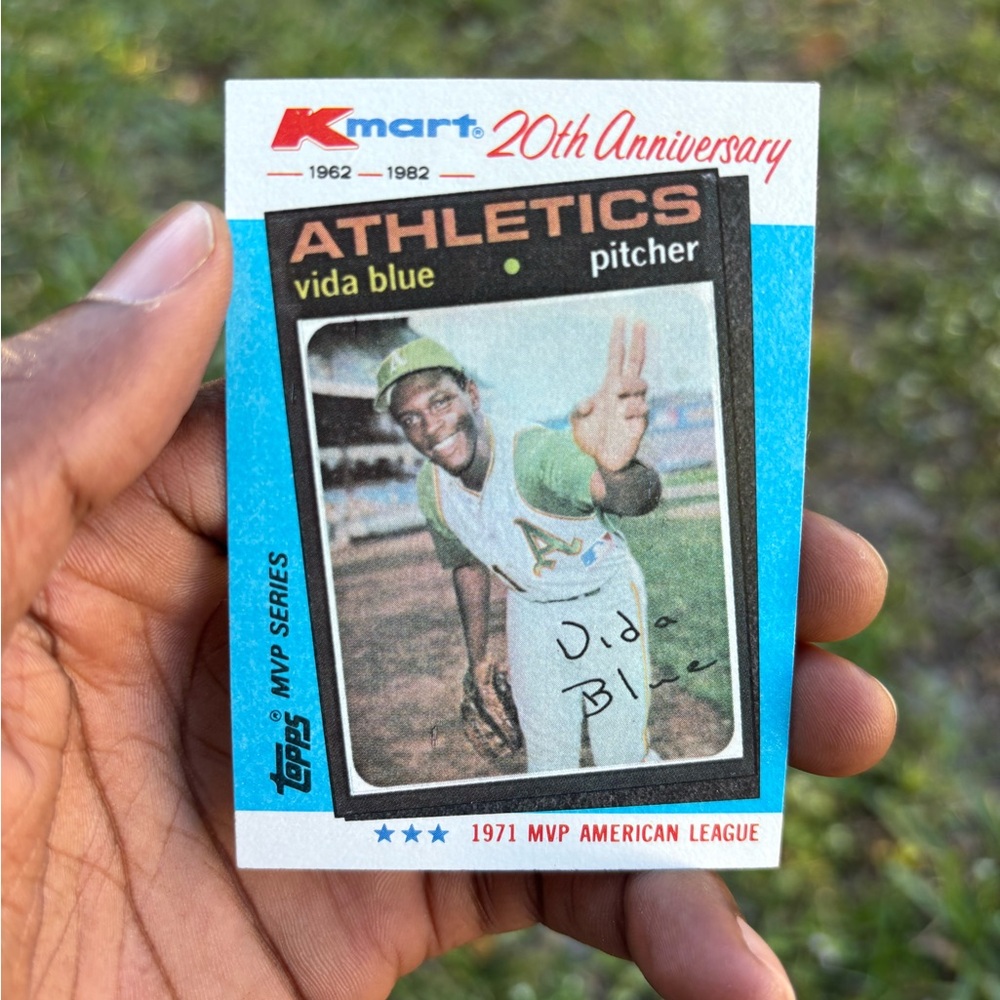 Kmart® 20th Anniversary
1962 — 1982
ATHLETICS
vida blue • pitcher
A
A
Vida
Blue
topps® MVP SERIES
★★★ 1971 MVP AMERICAN LEAGUE